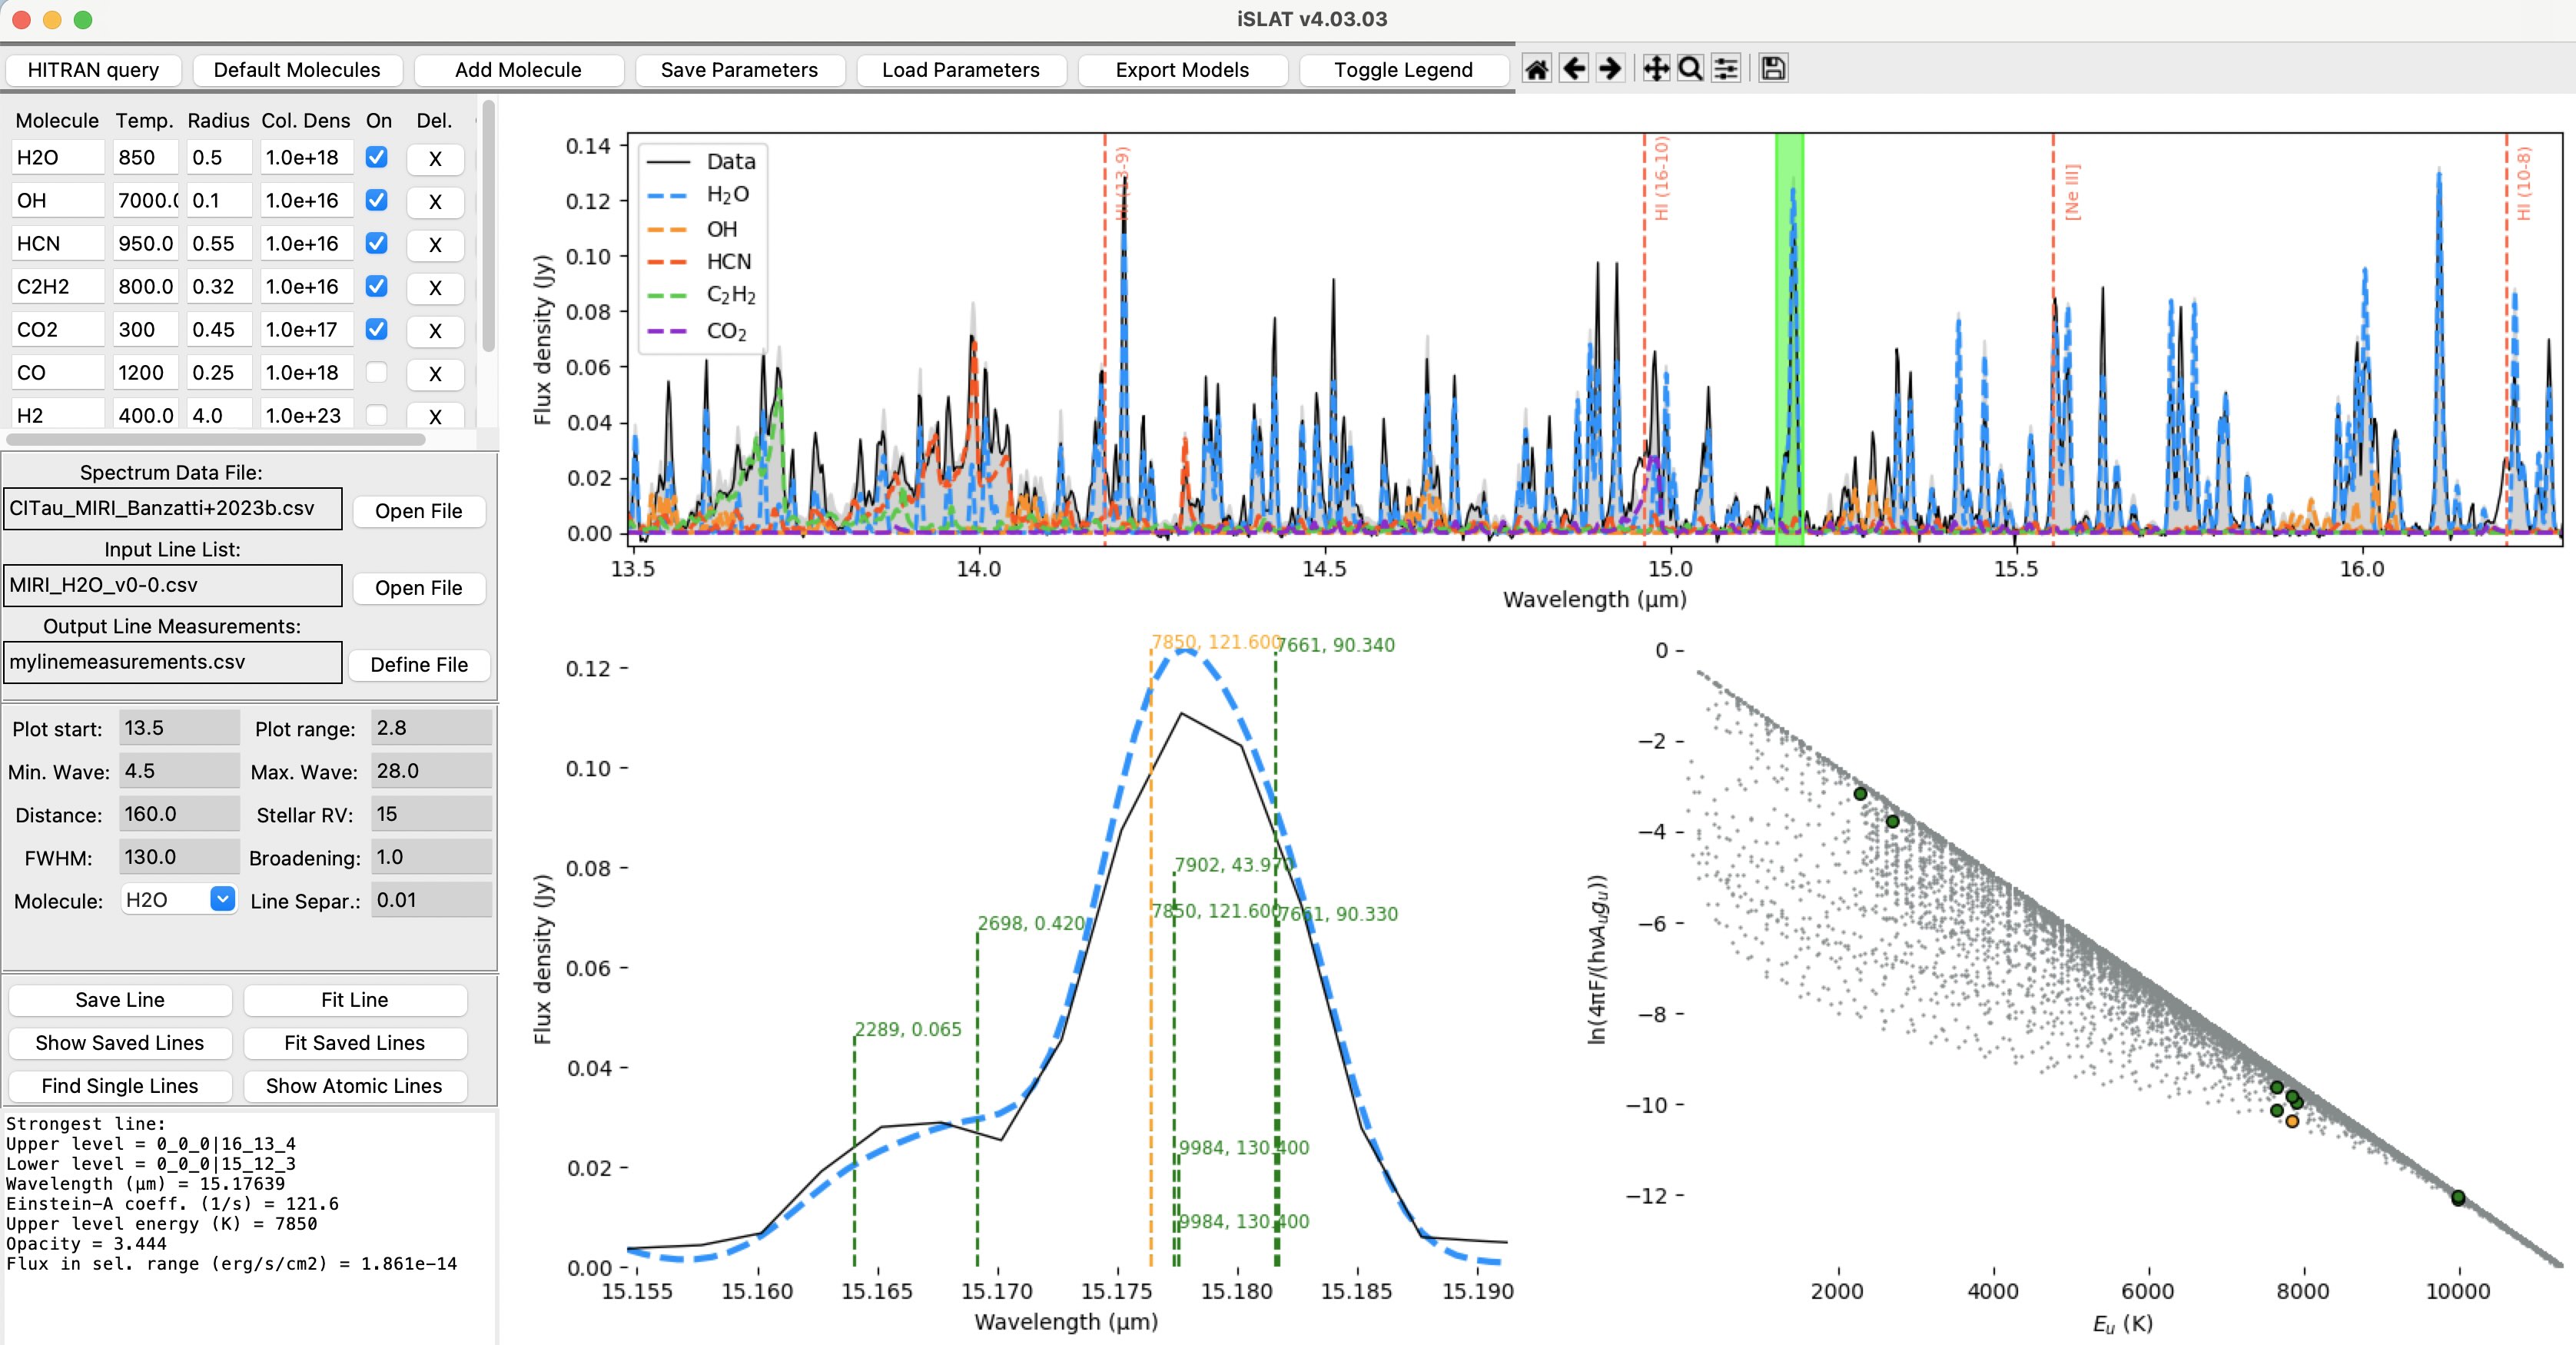 iSLAT v4.03.03
HITRAN query Default Molecules Add Molecule Save Parameters Load Parameters Export Models Toggle Legend
Molecule Temp. Radius Col. Dens On Del.
H2O 850 0.5 1.0e+18 X
OH 7000.0 0.1 1.0e+16 X
HCN 950.0 0.55 1.0e+16 X
C2H2 800.0 0.32 1.0e+16 X
CO2 300 0.45 1.0e+17 X
CO 1200 0.25 1.0e+18 X
H2 400.0 4.0 1.0e+23 X
Spectrum Data File:
CITau_MIRI_Banzatti+2023b.csv Open File
Input Line List:
MIRI_H2O_v0-0.csv Open File
Output Line Measurements:
mylinemeasurements.csv Define File
Plot start: 13.5 Plot range: 2.8
Min. Wave: 4.5 Max. Wave: 28.0
Distance: 160.0 Stellar RV: 15
FWHM: 130.0 Broadening: 1.0
Molecule: H2O Line Separ.: 0.01
Save Line Fit Line
Show Saved Lines Fit Saved Lines
Find Single Lines Show Atomic Lines
Strongest line:
Upper level = 0_0_0|16_13_4
Lower level = 0_0_0|15_12_3
Wavelength (μm) = 15.17639
Einstein-A coeff. (1/s) = 121.6
Upper level energy (K) = 7850
Opacity = 3.444
Flux in sel. range (erg/s/cm2) = 1.861e-14
Flux density (Jy)
0.14
0.12
0.10
0.08
0.06
0.04
0.02
0.00
Data
H₂O
OH
HCN
C₂H₂
CO₂
HI (13-9)
HI (16-10)
[Ne III]
HI (10-8)
13.5 14.0 14.5 15.0 15.5 16.0
Wavelength (μm)
Flux density (Jy)
0.12
0.10
0.08
0.06
0.04
0.02
0.00
7850, 121.600
7661, 90.340
7902, 43.970
7850, 121.600
7661, 90.330
2698, 0.420
2289, 0.065
9984, 130.400
9984, 130.400
15.155 15.160 15.165 15.170 15.175 15.180 15.185 15.190
Wavelength (μm)
ln(4πF/(hνAᵤgᵤ))
0
−2
−4
−6
−8
−10
−12
2000 4000 6000 8000 10000
Eᵤ (K)